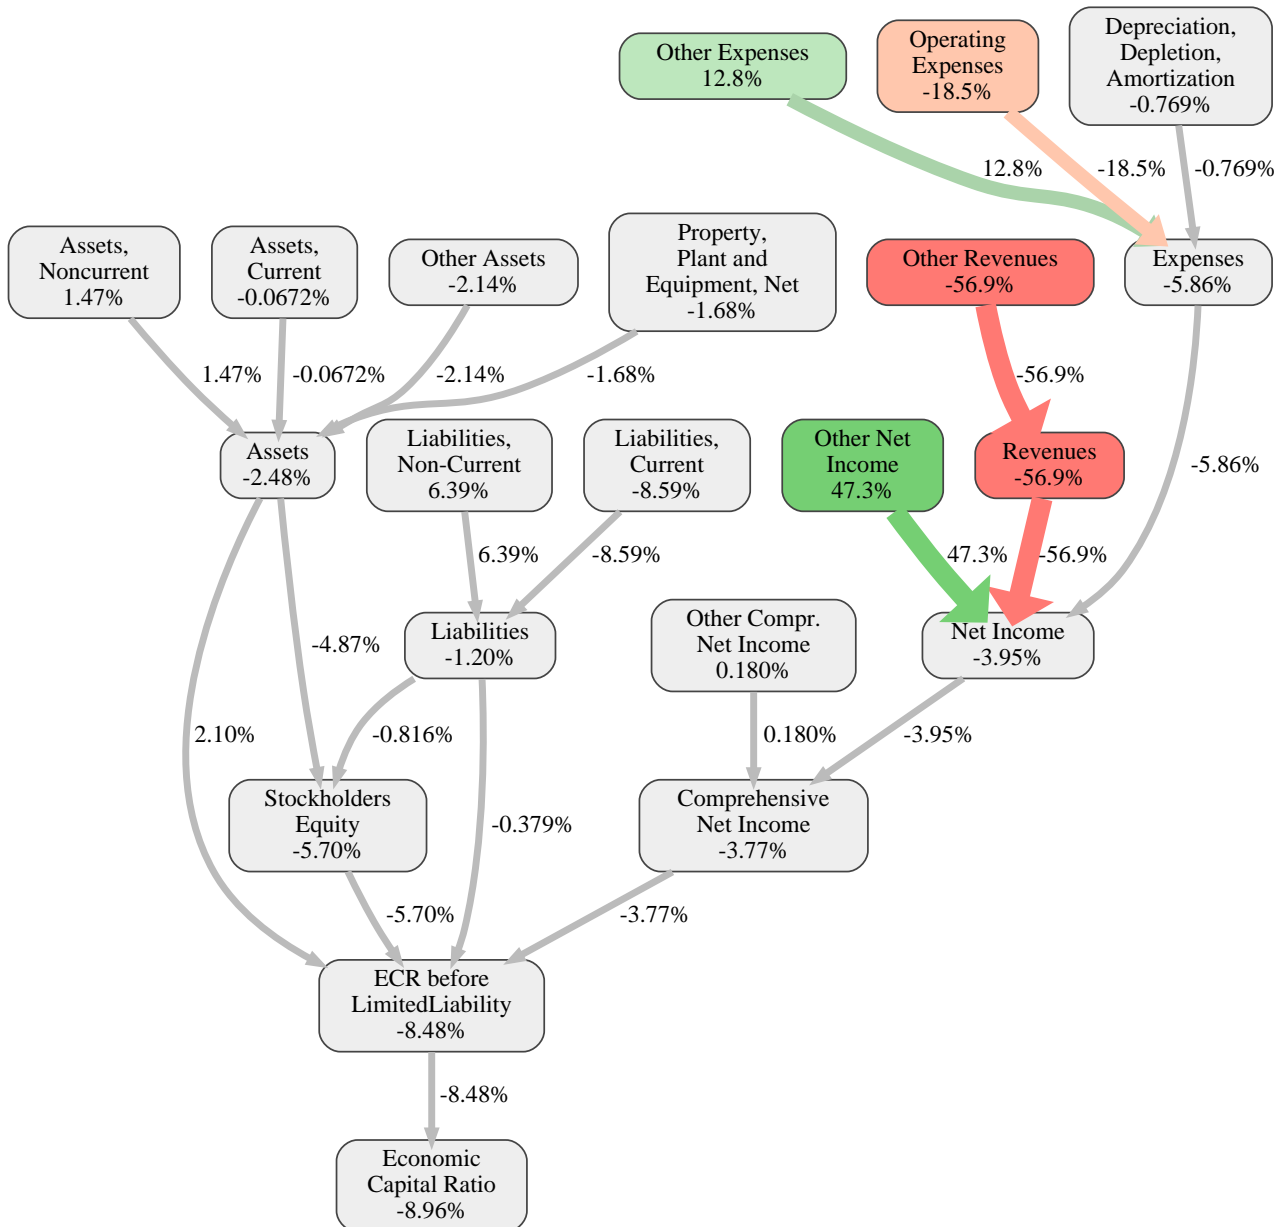 Other Expenses
12.8%
Operating
Expenses
-18.5%
Depreciation,
Depletion,
Amortization
-0.769%
12.8%
-18.5%
-0.769%
Assets,
Noncurrent
1.47%
Assets,
Current
-0.0672%
Other Assets
-2.14%
Property,
Plant and
Equipment, Net
-1.68%
Other Revenues
-56.9%
Expenses
-5.86%
1.47%
-0.0672%
-2.14%
-1.68%
-56.9%
Assets
-2.48%
Liabilities,
Non-Current
6.39%
Liabilities,
Current
-8.59%
Other Net
Income
47.3%
Revenues
-56.9%
-5.86%
6.39%
-8.59%
47.3%
-56.9%
Liabilities
-1.20%
Other Compr.
Net Income
0.180%
Net Income
-3.95%
-4.87%
2.10%
-0.816%
0.180%
-3.95%
Stockholders
Equity
-5.70%
-0.379%
Comprehensive
Net Income
-3.77%
-5.70%
-3.77%
ECR before
LimitedLiability
-8.48%
-8.48%
Economic
Capital Ratio
-8.96%